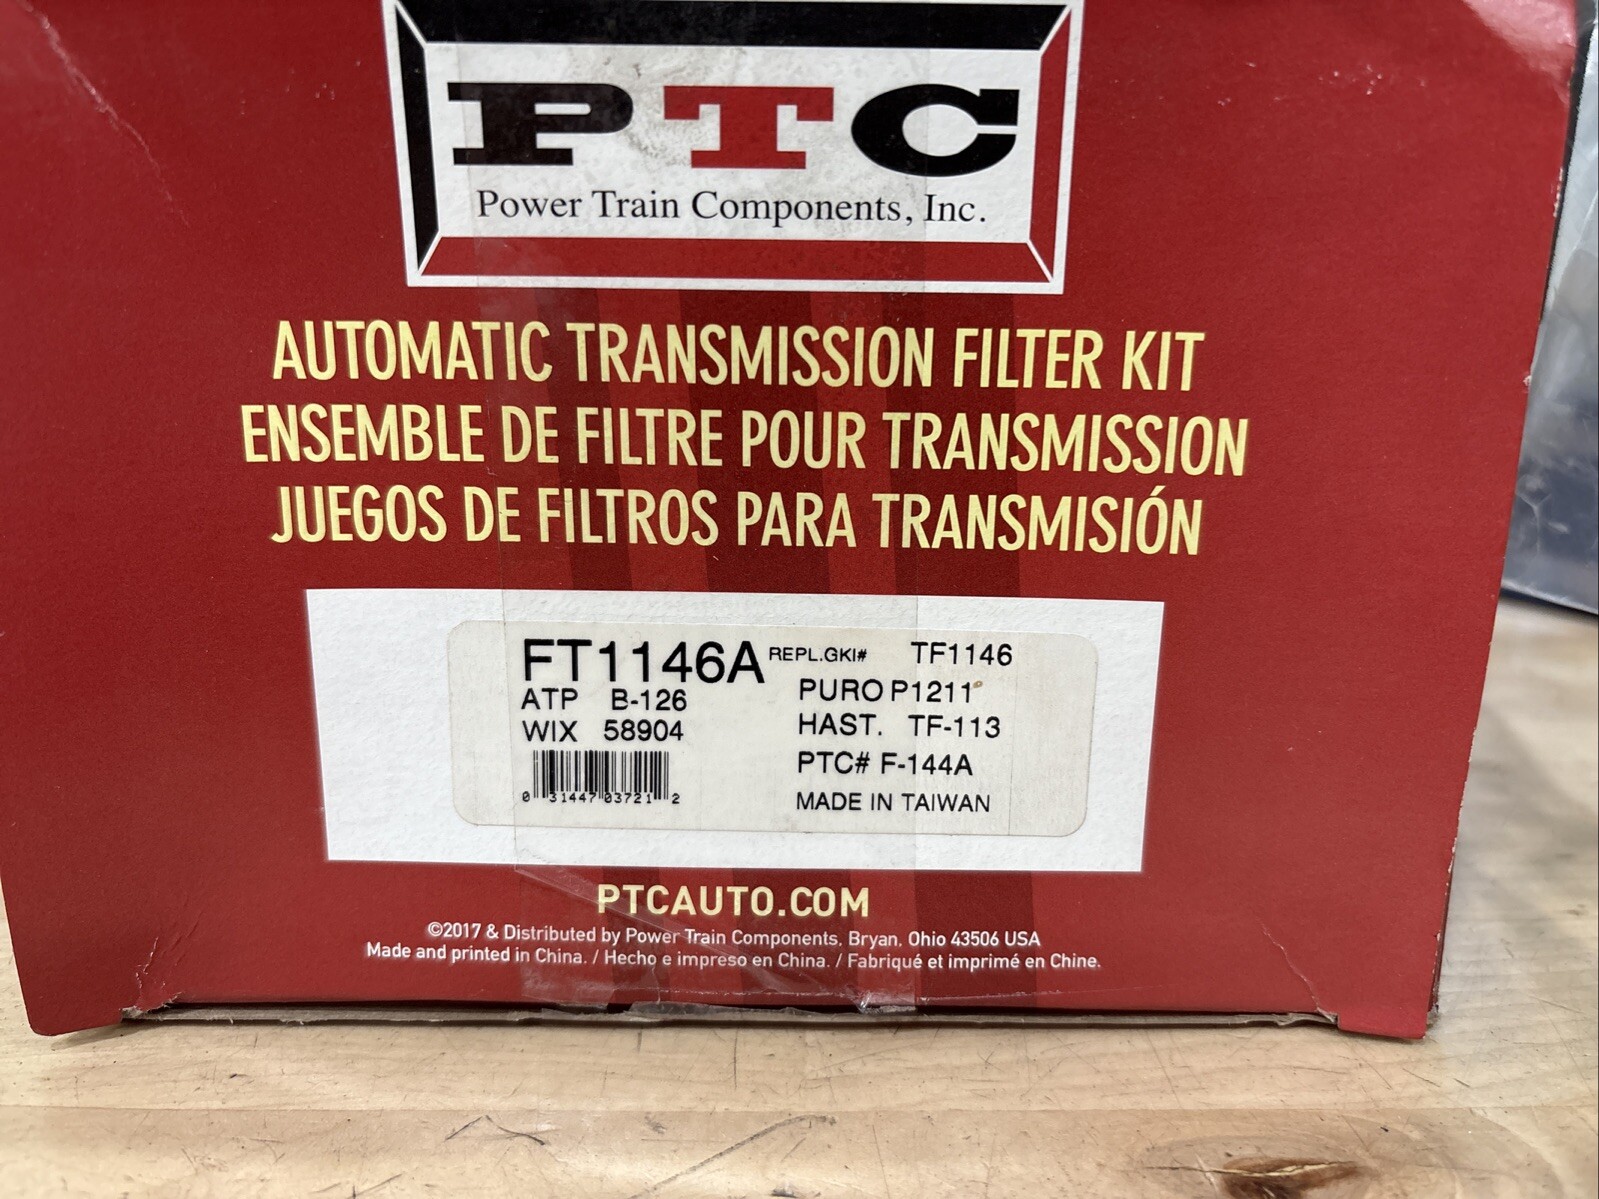 PTC
Power Train Components, Inc.
AUTOMATIC TRANSMISSION FILTER KIT
ENSEMBLE DE FILTRE POUR TRANSMISSION
JUEGOS DE FILTROS PARA TRANSMISIÓN
FT1146A REPL.GKI# TF1146
ATP B-126 PURO P1211
WIX 58904 HAST. TF-113
PTC# F-144A
0 31447 03721 2 MADE IN TAIWAN
PTCAUTO.COM
©2017 & Distributed by Power Train Components, Bryan, Ohio 43506 USA
Made and printed in China. / Hecho e impreso en China. / Fabriqué et imprimé en Chine.